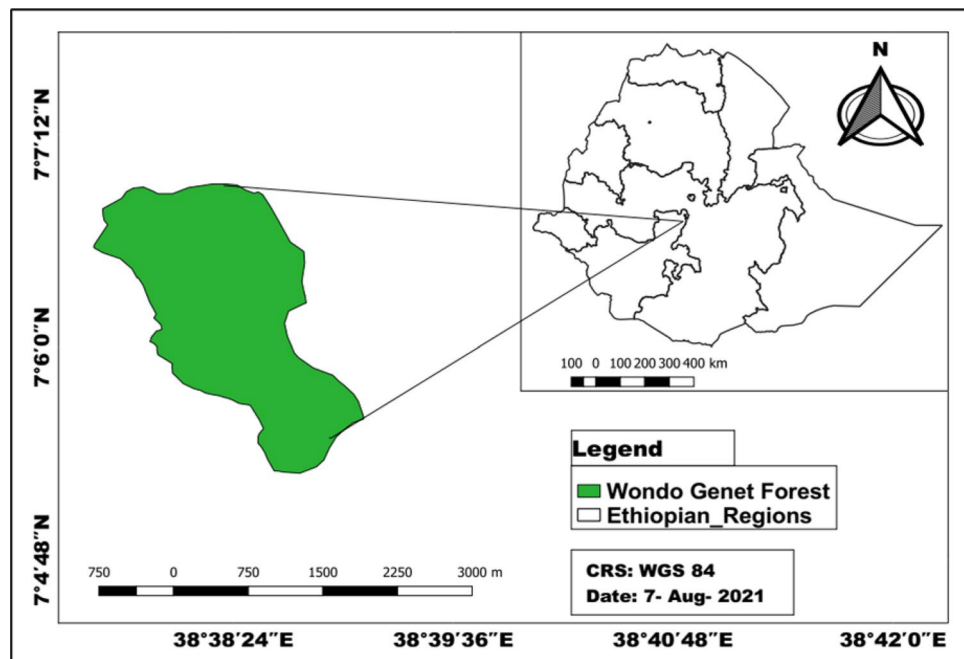 N
7°7′12″N
7°6′0″N
7°4′48″N
100 0 100 200 300 400 km
Legend
Wondo Genet Forest
Ethiopian_Regions
750 0 750 1500 2250 3000 m
CRS: WGS 84
Date: 7- Aug- 2021
38°38′24″E 38°39′36″E 38°40′48″E 38°42′0″E